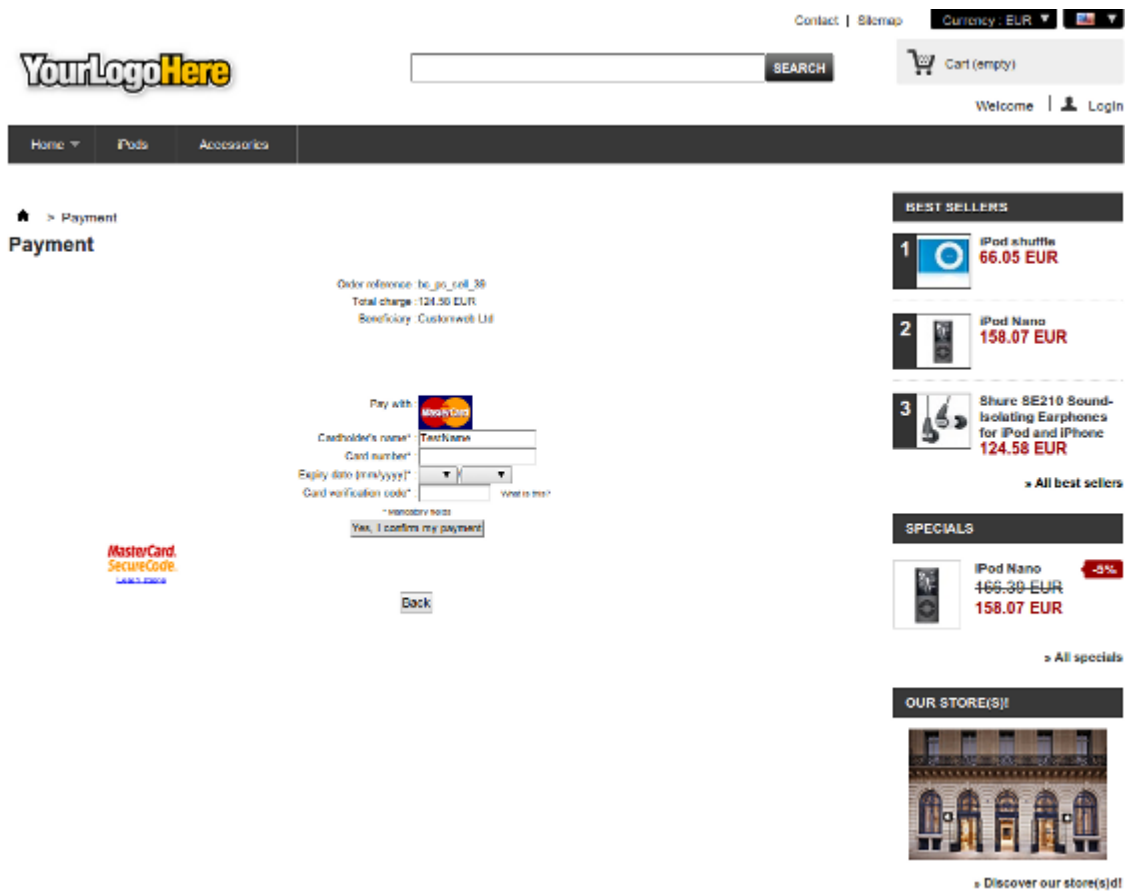 Contact | Sitemap Currency : EUR
YourLogoHere
SEARCH
Cart (empty)
Welcome | Login
Home iPods Accessories
> Payment
Payment
Order reference :
Total charge : 124.58 EUR
Beneficiary : Customweb Ltd
Pay with : MasterCard
Cardholder's name* : TestName
Card number* :
Expiry date (mm/yyyy)* : /
Card verification code* : What is this?
* Mandatory fields
Yes, I confirm my payment
MasterCard.
SecureCode.
Learn more
Back
BEST SELLERS
1 iPod shuffle
66.05 EUR
2 iPod Nano
158.07 EUR
3 Shure SE210 Sound-
Isolating Earphones
for iPod and iPhone
124.58 EUR
» All best sellers
SPECIALS
iPod Nano -5%
166.39 EUR
158.07 EUR
» All specials
OUR STORE(S)!
» Discover our store(s)d!